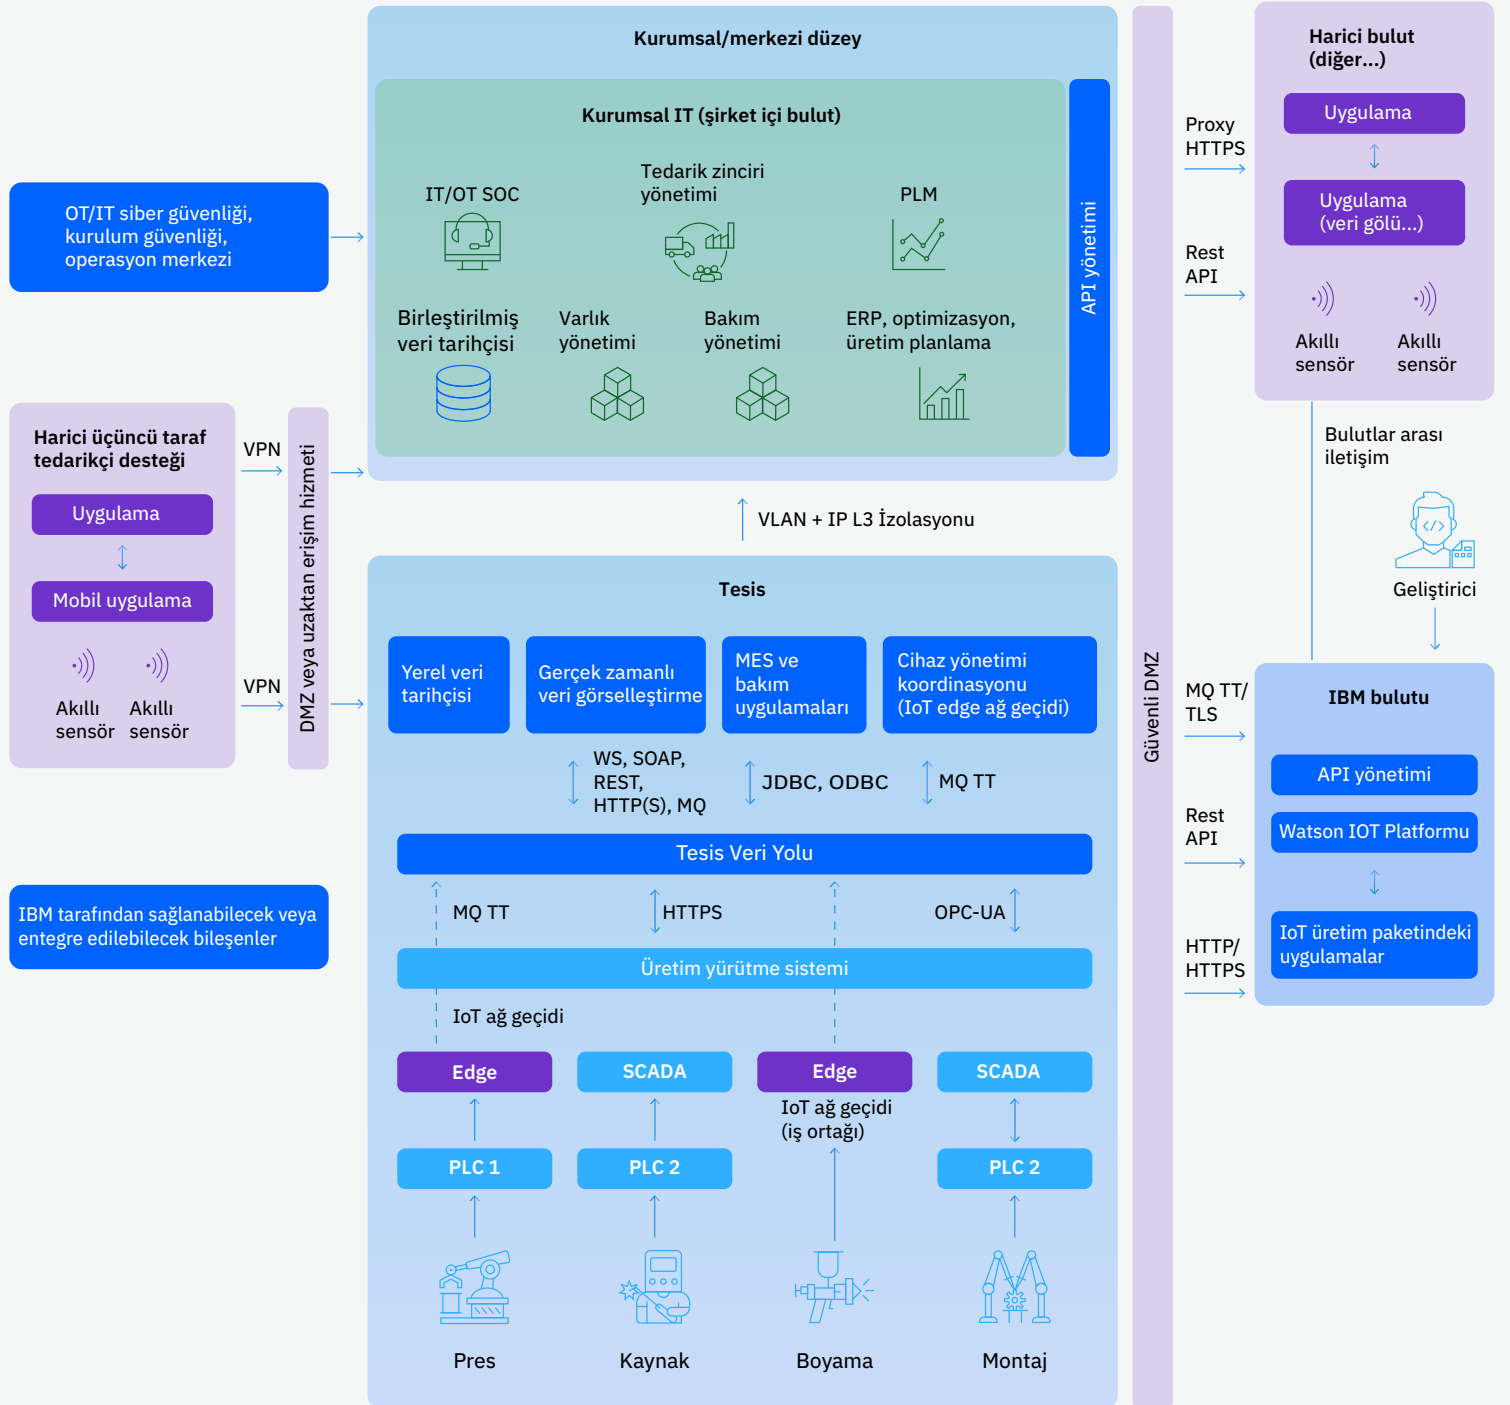 Kurumsal/merkezi düzey
Kurumsal IT (şirket içi bulut)
IT/OT SOC
Tedarik zinciri
yönetimi
PLM
Birleştirilmiş
veri tarihçisi
Varlık
yönetimi
Bakım
yönetimi
ERP, optimizasyon,
üretim planlama
API yönetimi
OT/IT siber güvenliği,
kurulum güvenliği,
operasyon merkezi
Harici üçüncü taraf
tedarikçi desteği
Uygulama
Mobil uygulama
Akıllı
sensör
Akıllı
sensör
VPN
VPN
DMZ veya uzaktan erişim hizmeti
IBM tarafından sağlanabilecek veya
entegre edilebilecek bileşenler
VLAN + IP L3 İzolasyonu
Tesis
Yerel veri
tarihçisi
Gerçek zamanlı
veri görselleştirme
MES ve
bakım
uygulamaları
Cihaz yönetimi
koordinasyonu
(IoT edge ağ geçidi)
WS, SOAP,
REST,
HTTP(S), MQ
JDBC, ODBC
MQ TT
Tesis Veri Yolu
MQ TT
HTTPS
OPC-UA
Üretim yürütme sistemi
IoT ağ geçidi
Edge
SCADA
Edge
SCADA
IoT ağ geçidi
(iş ortağı)
PLC 1
PLC 2
PLC 2
Pres
Kaynak
Boyama
Montaj
Güvenli DMZ
Proxy
HTTPS
Rest
API
MQ TT/
TLS
Rest
API
HTTP/
HTTPS
Harici bulut
(diğer...)
Uygulama
Uygulama
(veri gölü...)
Akıllı
sensör
Akıllı
sensör
Bulutlar arası
iletişim
Geliştirici
IBM bulutu
API yönetimi
Watson IOT Platformu
IoT üretim paketindeki
uygulamalar